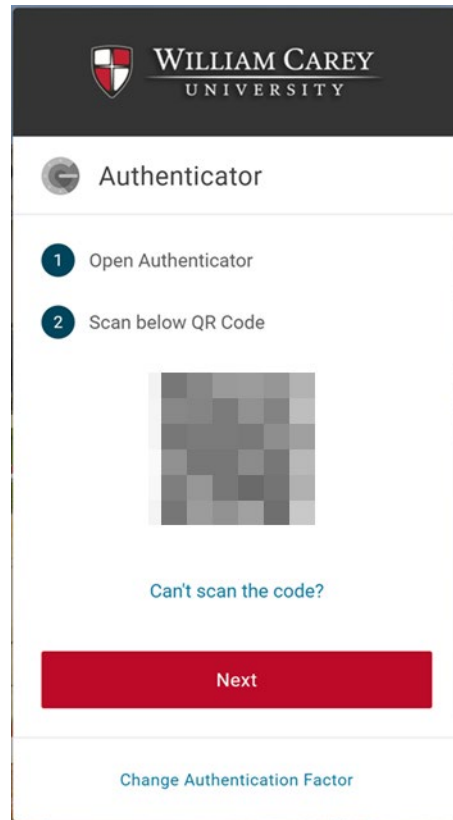 WILLIAM CAREY
UNIVERSITY
Authenticator
1 Open Authenticator
2 Scan below QR Code
Can't scan the code?
Next
Change Authentication Factor